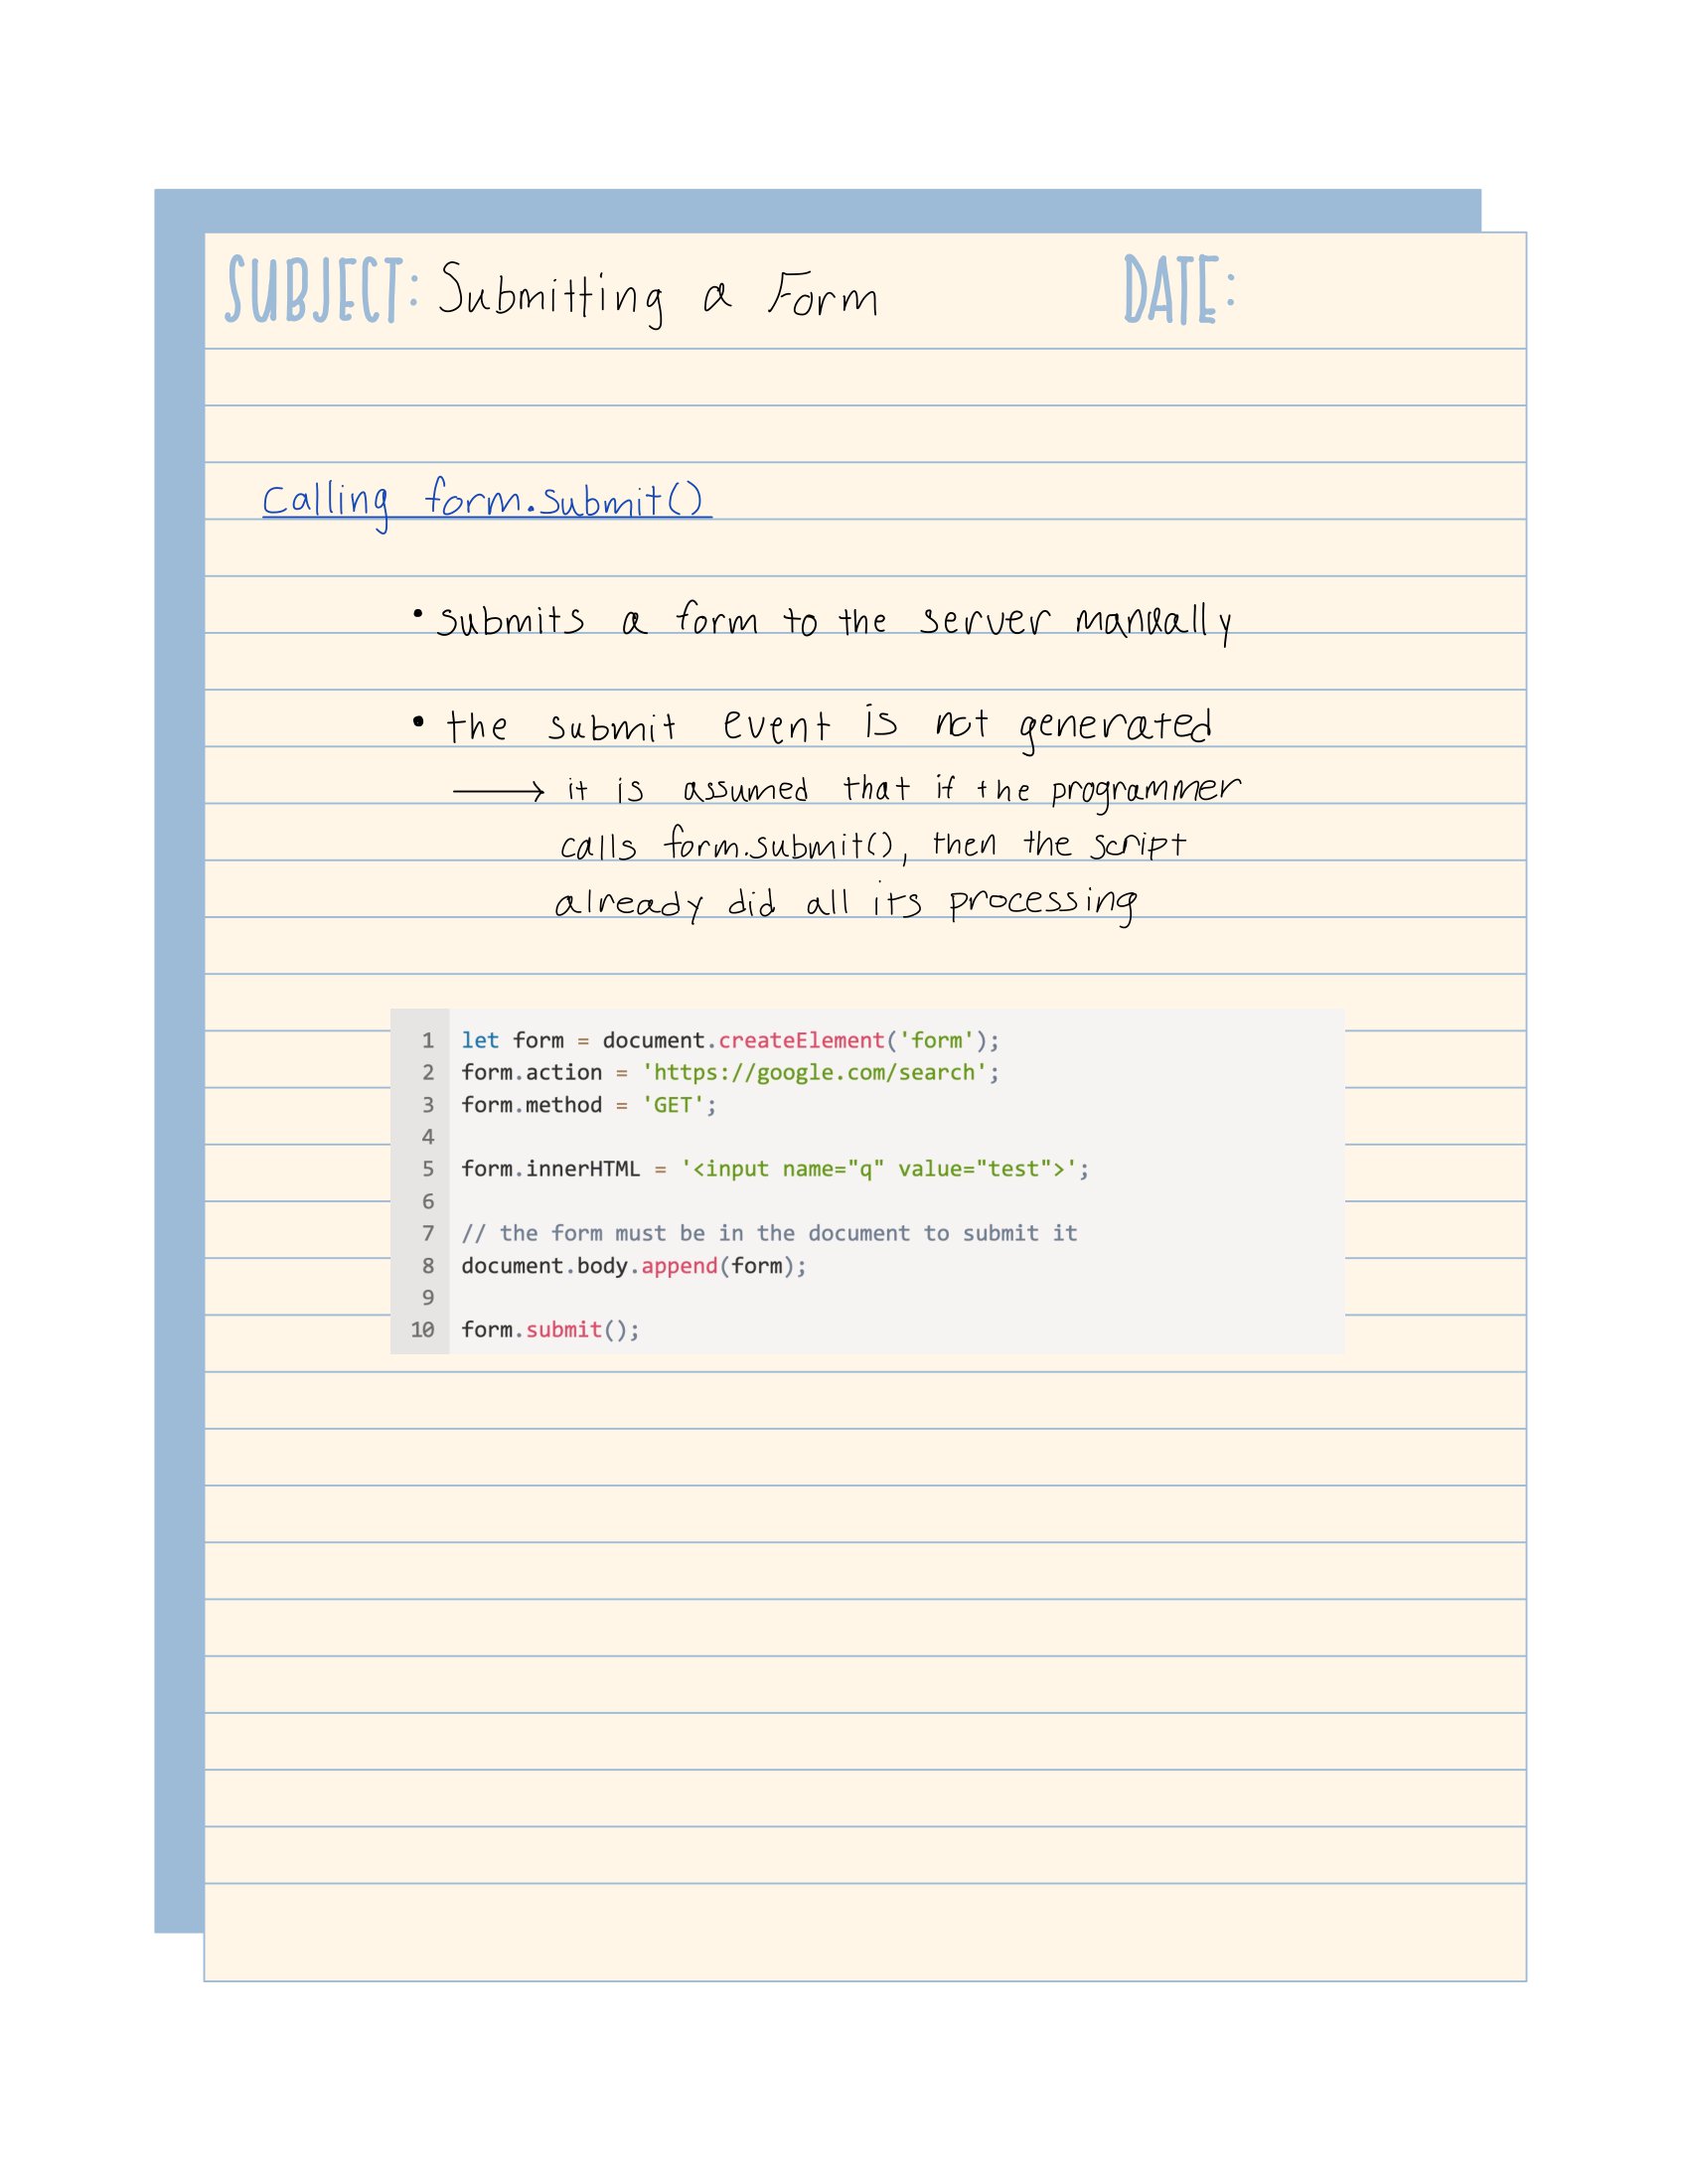 SUBJECT: Submitting a Form DATE:
Calling form.submit()
• submits a form to the server manually
• the submit event is not generated
→ it is assumed that if the programmer
calls form.submit(), then the script
already did all its processing
1 let form = document.createElement('form');
2 form.action = 'https://google.com/search';
3 form.method = 'GET';
4
5 form.innerHTML = '<input name="q" value="test">';
6
7 // the form must be in the document to submit it
8 document.body.append(form);
9
10 form.submit();